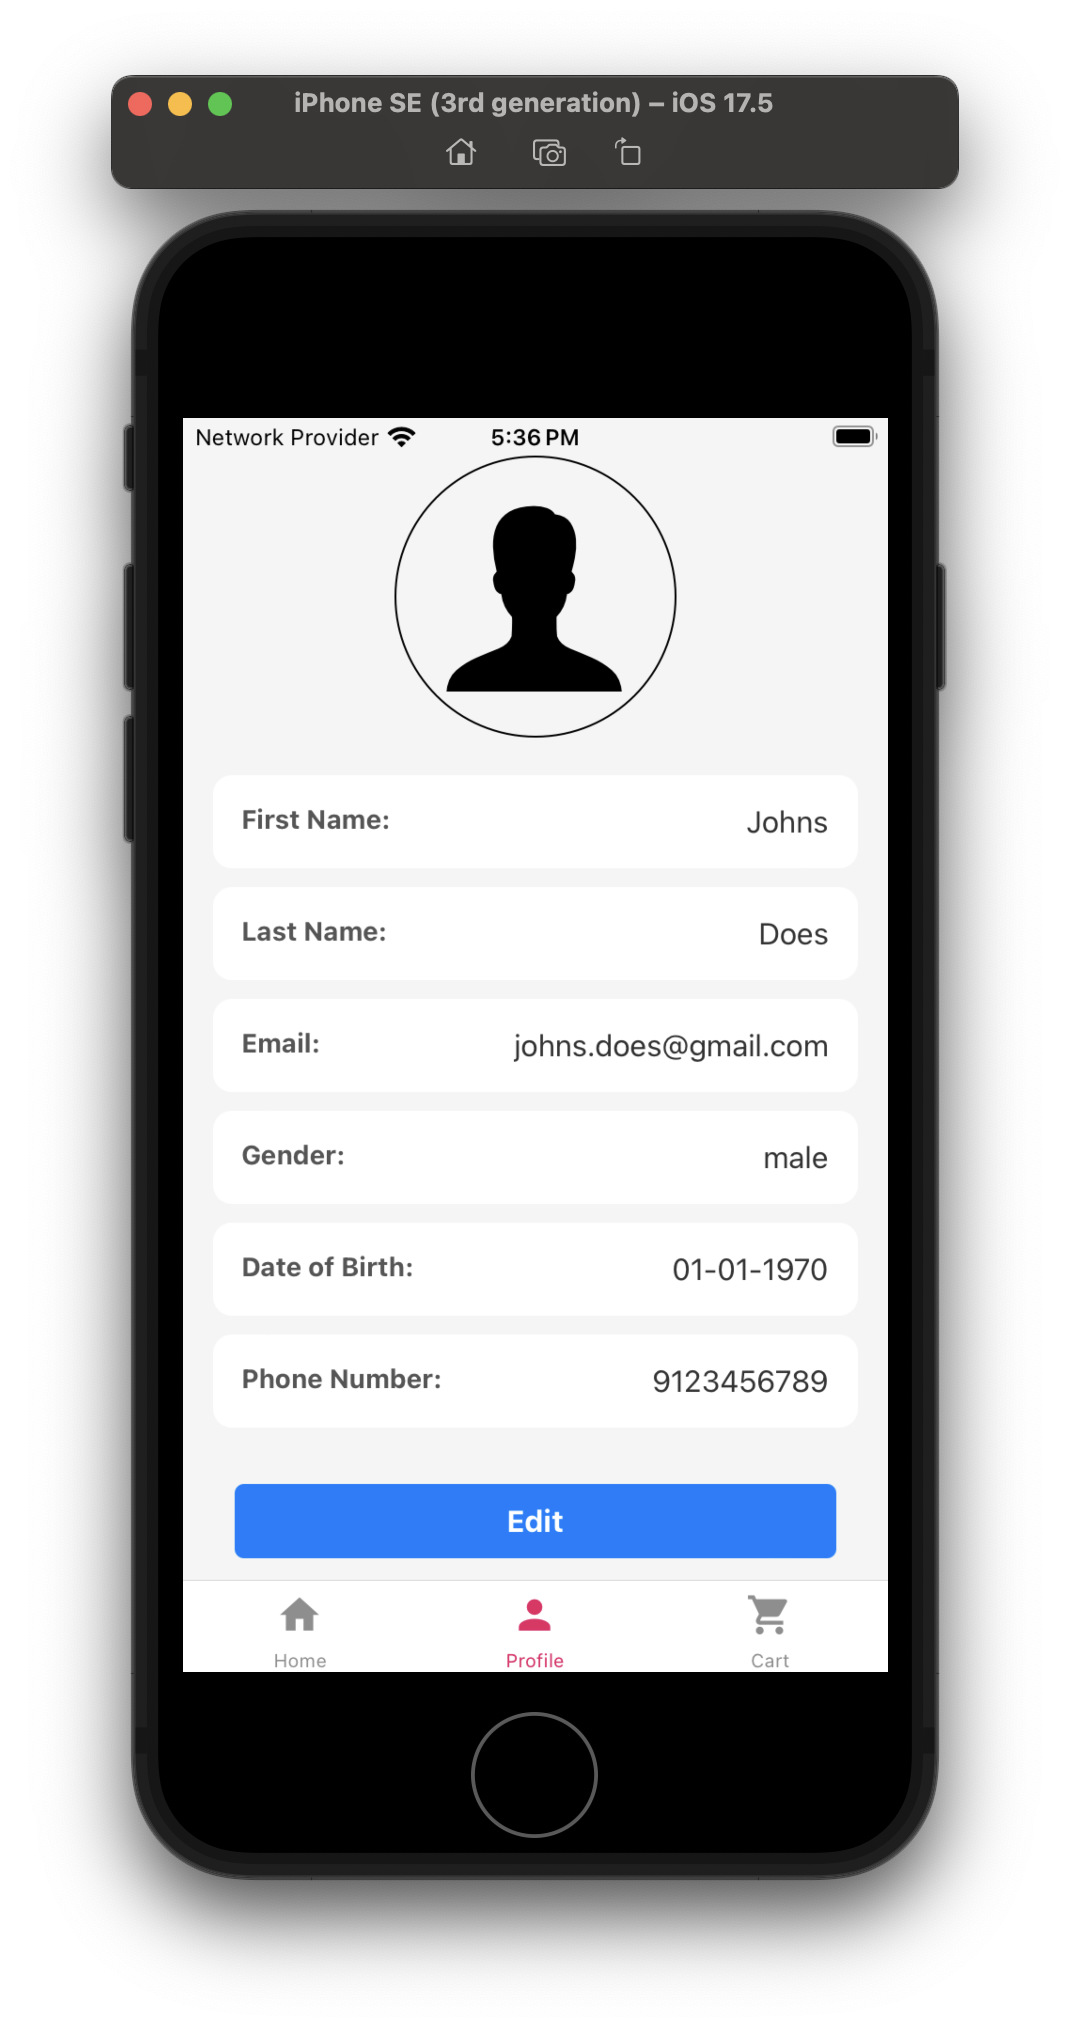 iPhone SE (3rd generation) – iOS 17.5
Network Provider 5:36 PM
First Name: Johns
Last Name: Does
Email: johns.does@gmail.com
Gender: male
Date of Birth: 01-01-1970
Phone Number: 9123456789
Edit
Home Profile Cart